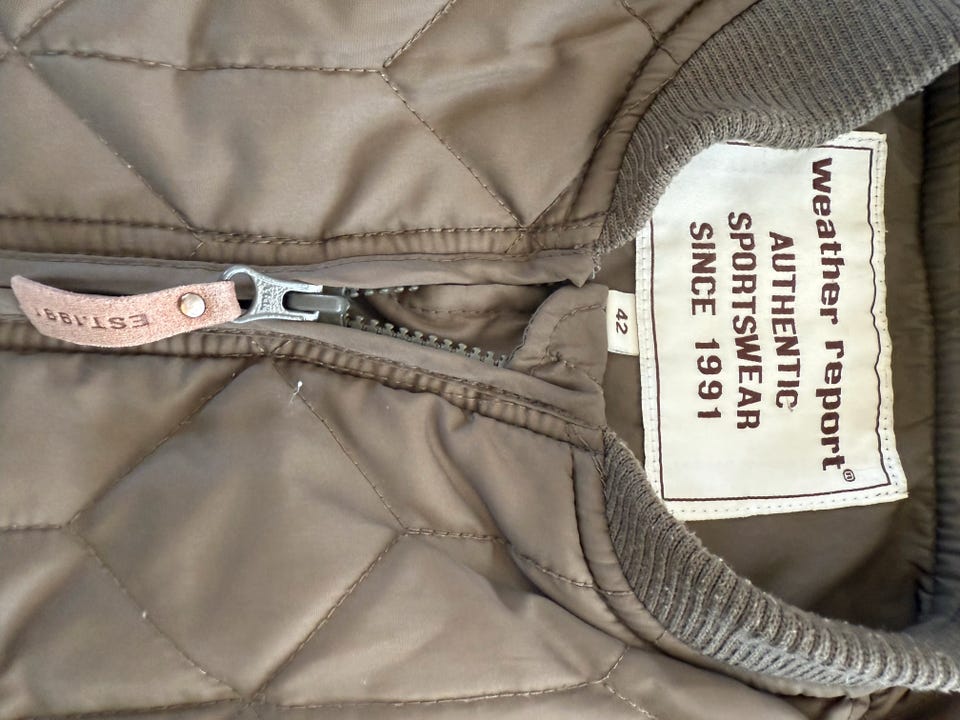 weather report®
AUTHENTIC
SPORTSWEAR
SINCE 1991
42
EST.1991